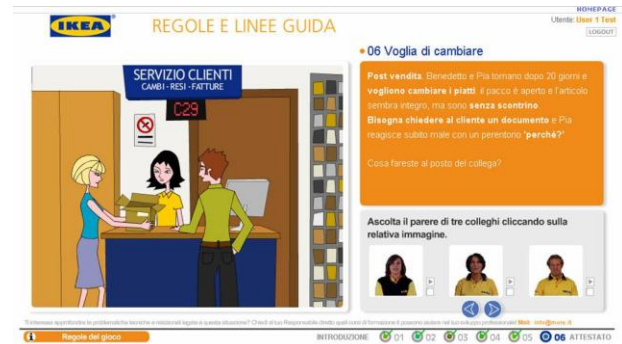 HOMEPAGE
IKEA
REGOLE E LINEE GUIDA
Utente: User 1 Test
LOGOUT
06 Voglia di cambiare
SERVIZIO CLIENTI
CAMBI - RESI - FATTURE
C29
Post vendita. Benedetto e Pia tornano dopo 20 giorni e
vogliono cambiare i piatti: il pacco è aperto e l'articolo
sembra integro, ma sono senza scontrino.
Bisogna chiedere al cliente un documento e Pia
reagisce subito male con un perentorio "perché?"
Cosa fareste al posto del collega?
Ascolta il parere di tre colleghi cliccando sulla
relativa immagine.
Regole del gioco
INTRODUZIONE 01 02 03 04 05 06 ATTESTATO